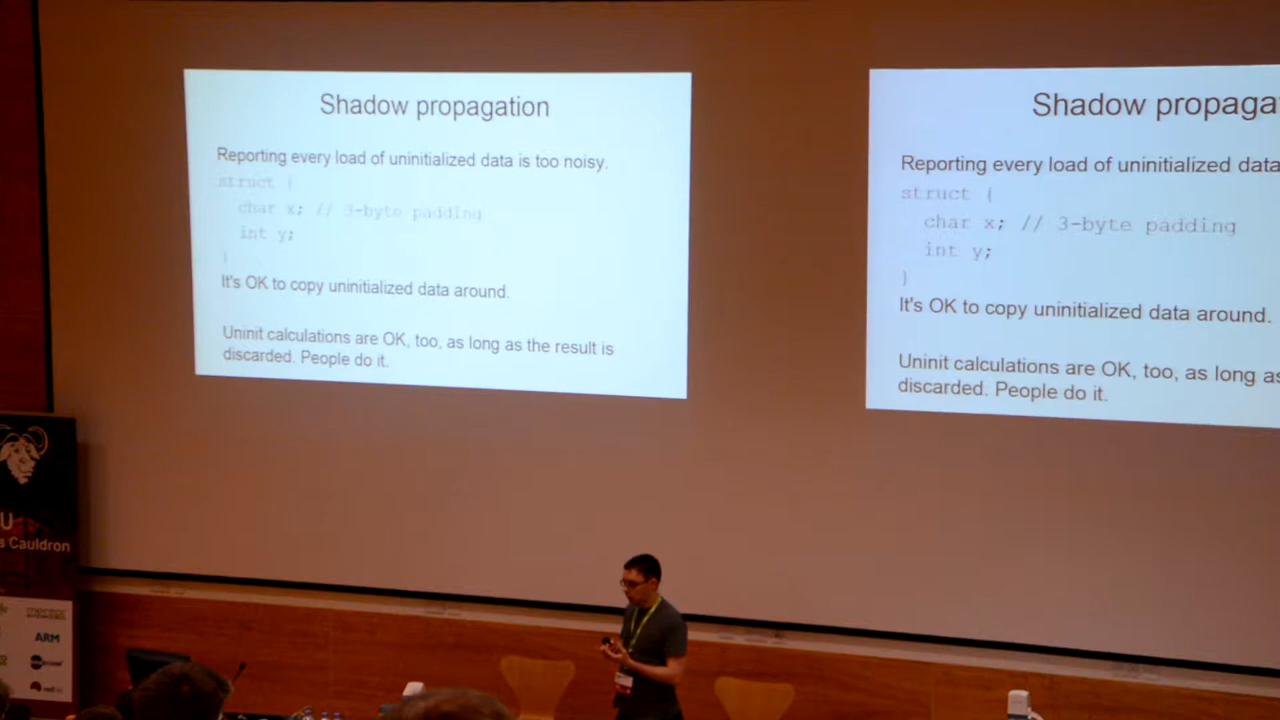 Shadow propagation
Reporting every load of uninitialized data is too noisy.
struct {
char x; // 3-byte padding
int y;
}
It's OK to copy uninitialized data around.
Uninit calculations are OK, too, as long as the result is
discarded. People do it.
Shadow propaga
Reporting every load of uninitialized data
struct {
char x; // 3-byte padding
int y;
}
It's OK to copy uninitialized data around.
Uninit calculations are OK, too, as long as
discarded. People do it.
U
s Cauldron
ARM